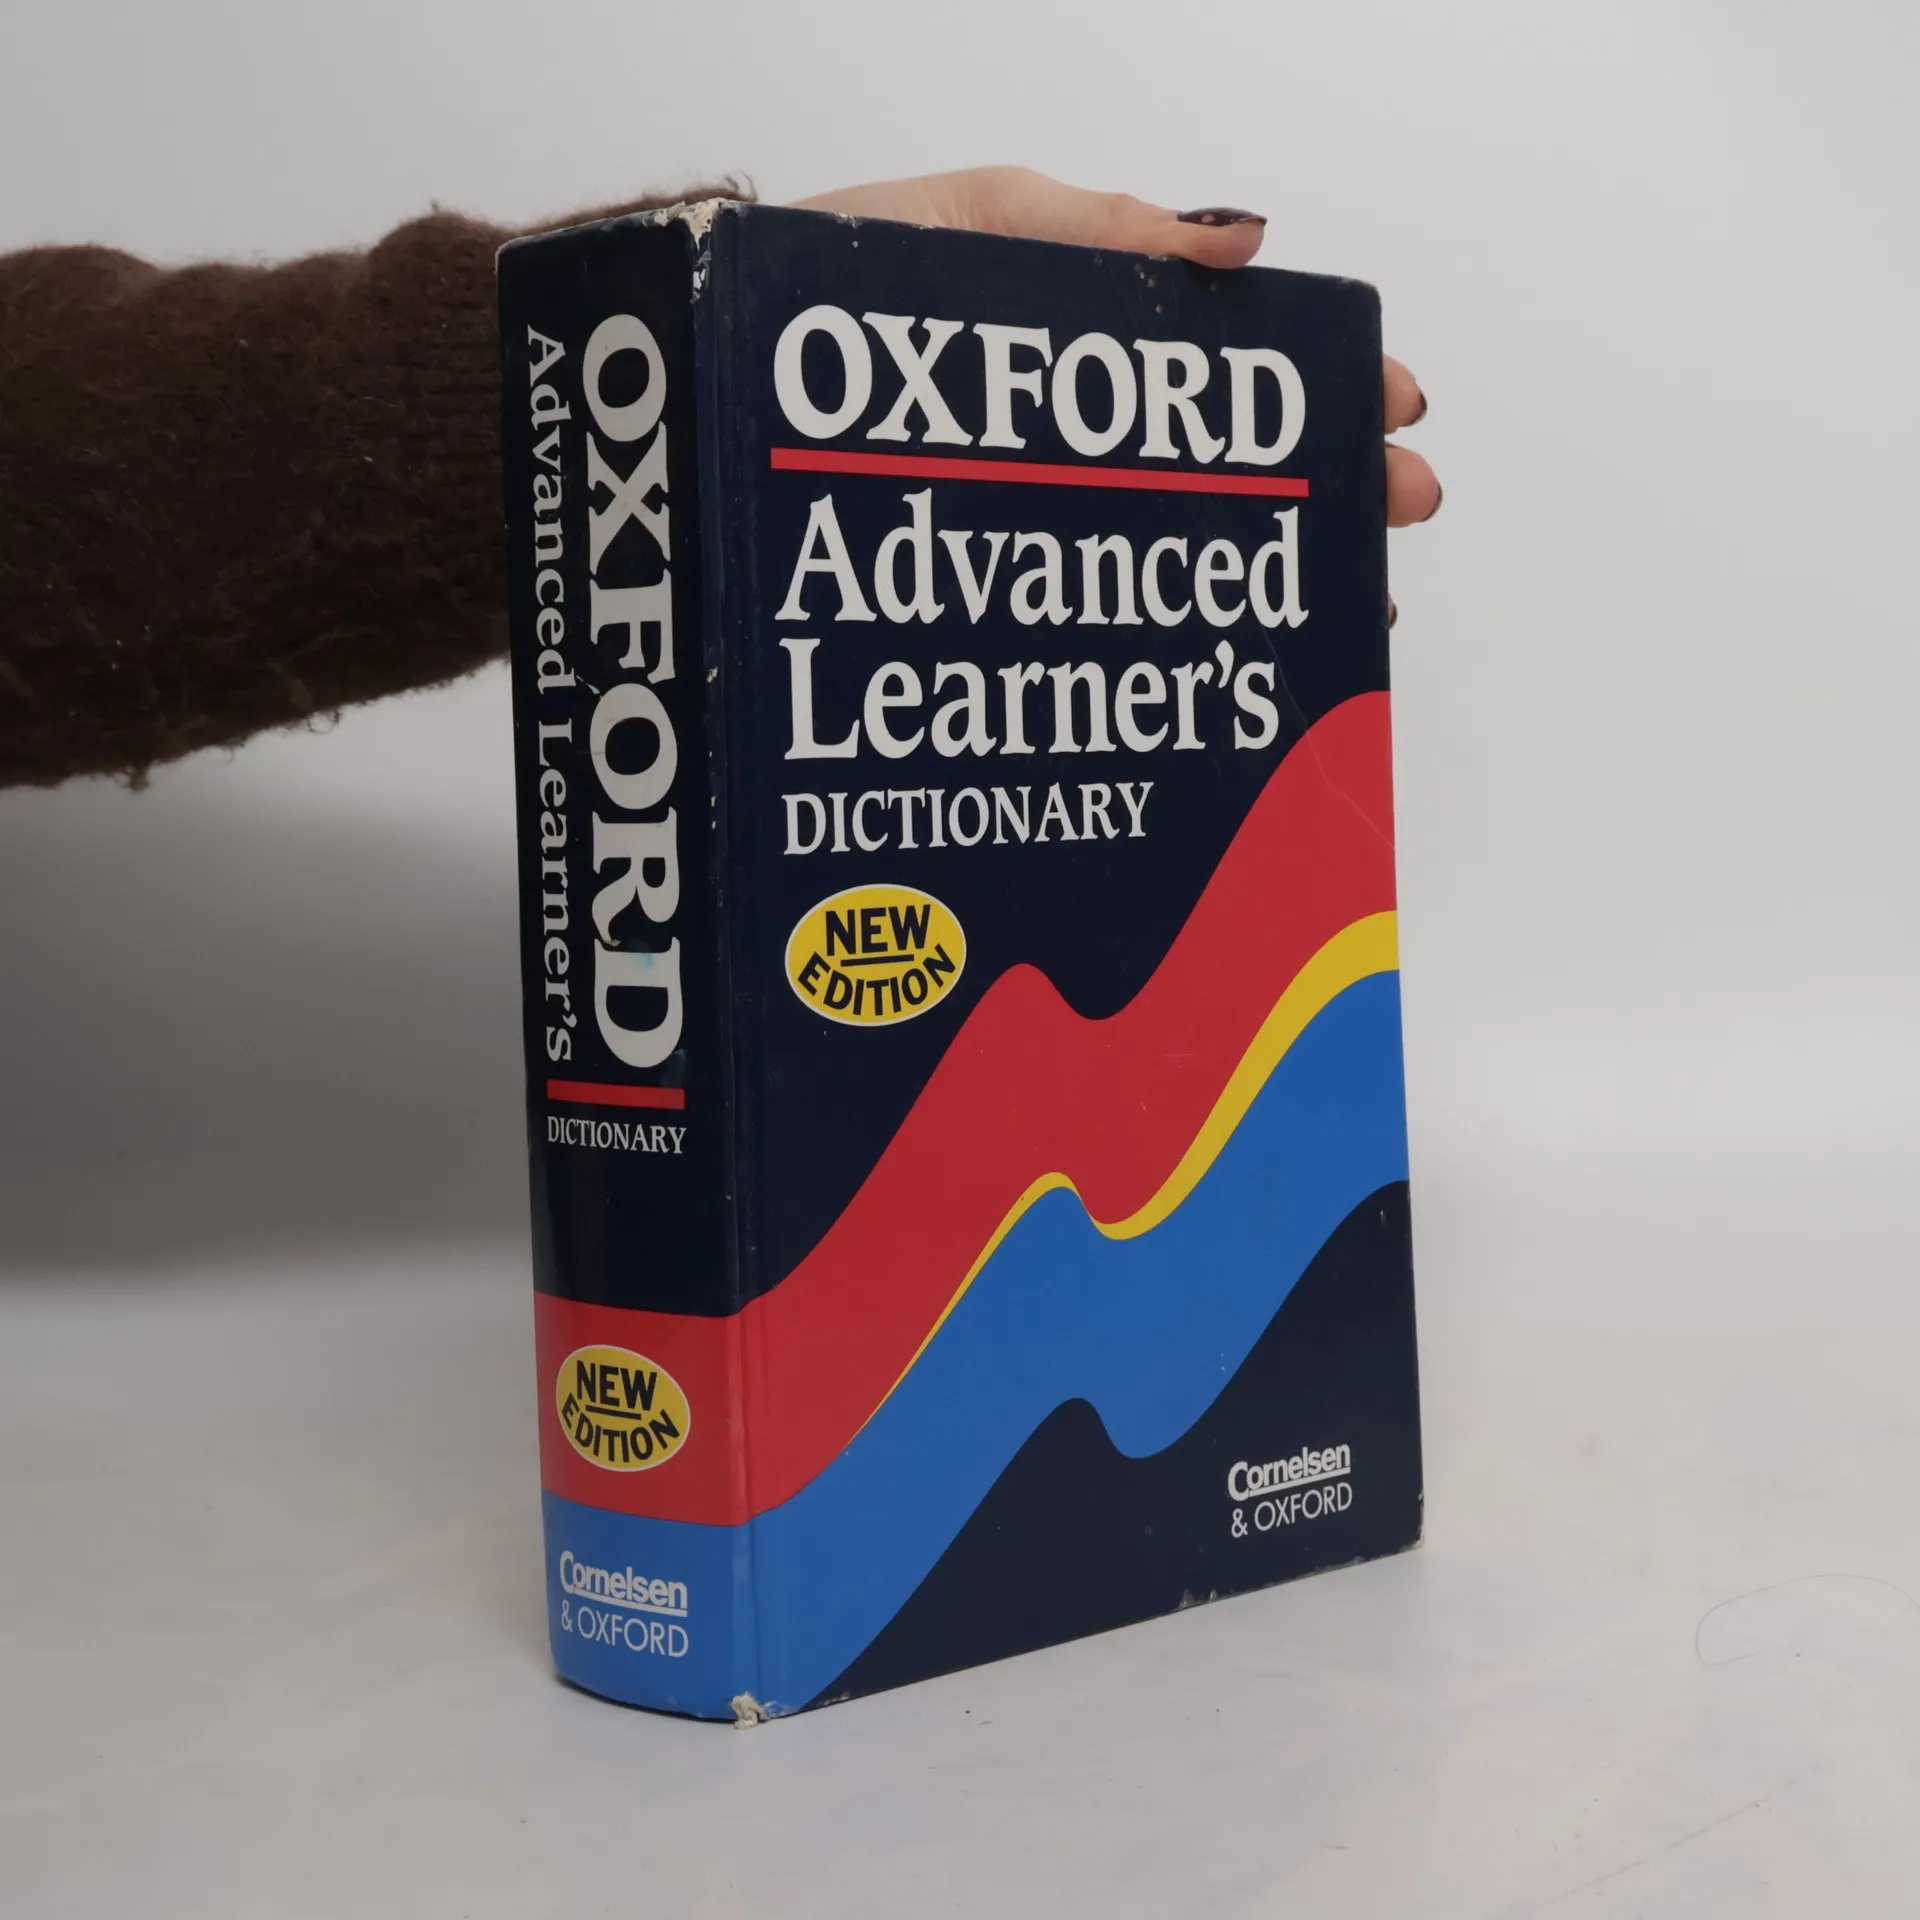 OXFORD
Advanced Learner's
DICTIONARY
NEW
EDITION
Cornelsen
& OXFORD
OXFORD
Advanced
Learner's
DICTIONARY
NEW
EDITION
Cornelsen
& OXFORD